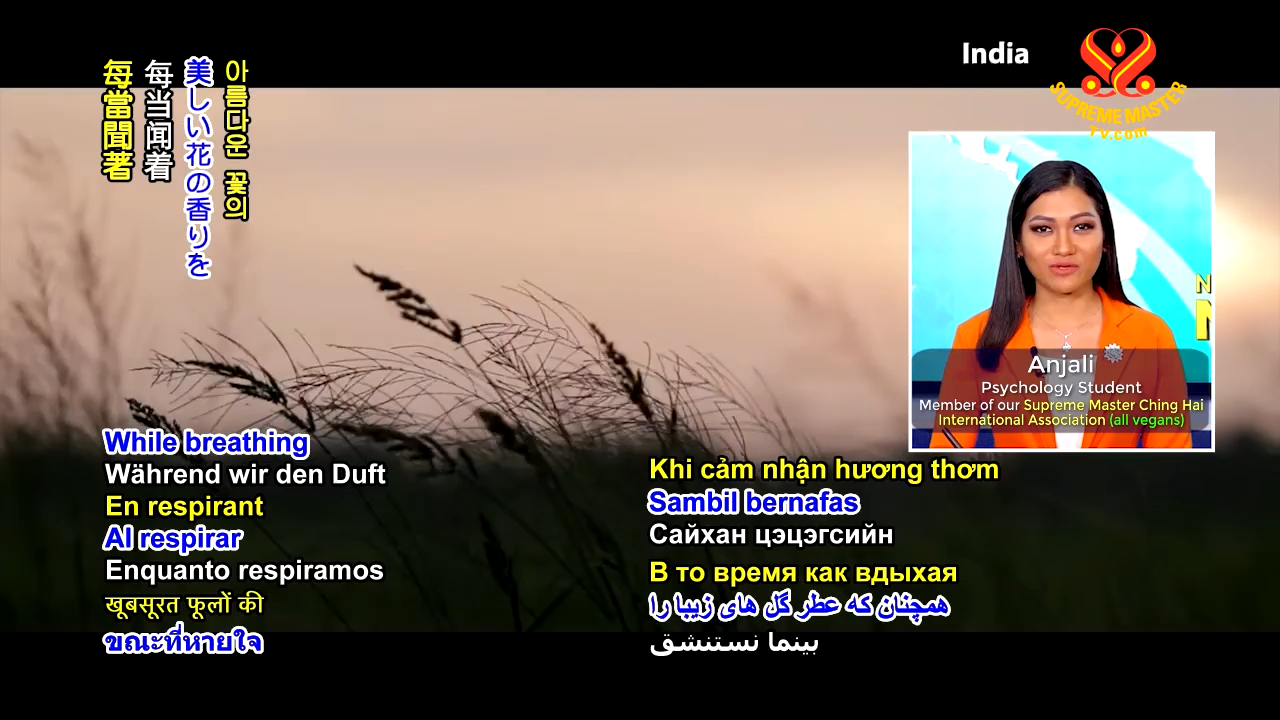 India
SUPREME MASTER
TV.com
每當聞著
每当闻着
美しい花の香りを
아름다운 꽃의
N
N
Anjali
Psychology Student
Member of our Supreme Master Ching Hai
International Association (all vegans)
While breathing
Während wir den Duft
En respirant
Al respirar
Enquanto respiramos
खूबसूरत फूलों की
ขณะที่หายใจ
Khi cảm nhận hương thơm
Sambil bernafas
Сайхан цэцэгсийн
В то время как вдыхая
همچنان که عطر گل های زیبا را
بينما نستنشق